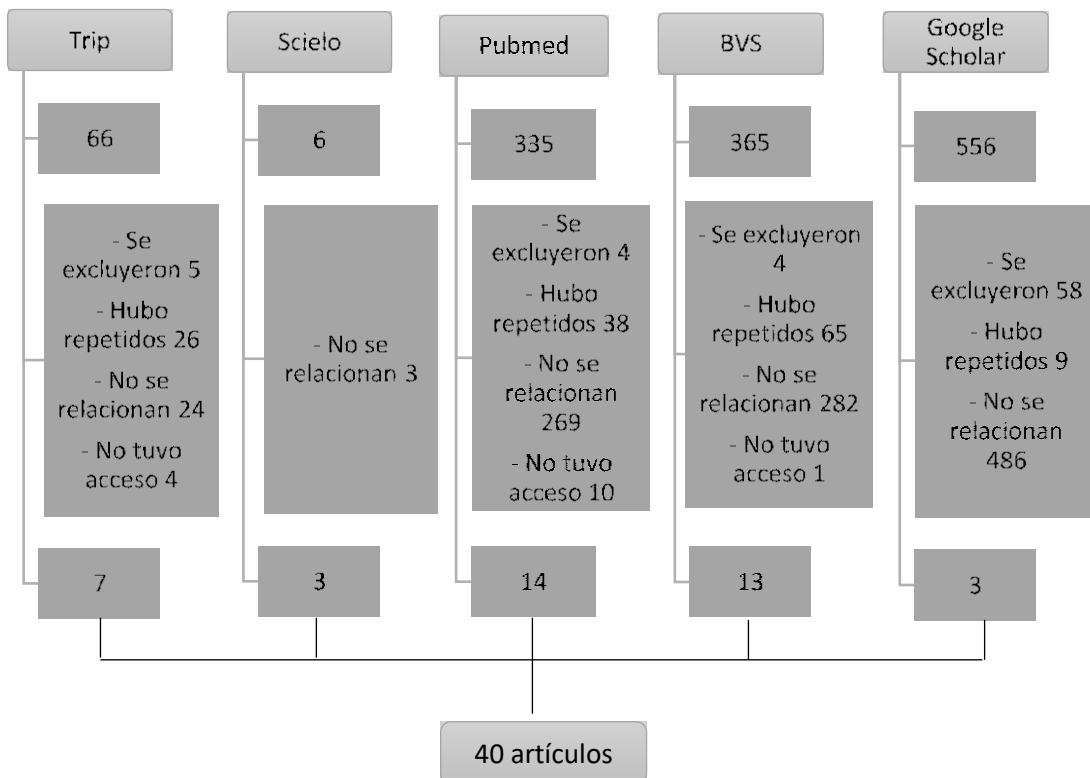 Trip
66
- Se
excluyeron 5
- Hubo
repetidos 26
- No se
relacionan 24
- No tuvo
acceso 4
7
Scielo
6
- No se
relacionan 3
3
Pubmed
335
- Se
excluyeron 4
- Hubo
repetidos 38
- No se
relacionan
269
- No tuvo
acceso 10
14
BVS
365
- Se excluyeron
4
- Hubo
repetidos 65
- No se
relacionan 282
- No tuvo
acceso 1
13
Google
Scholar
556
- Se
excluyeron 58
- Hubo
repetidos 9
- No se
relacionan
486
3
40 artículos